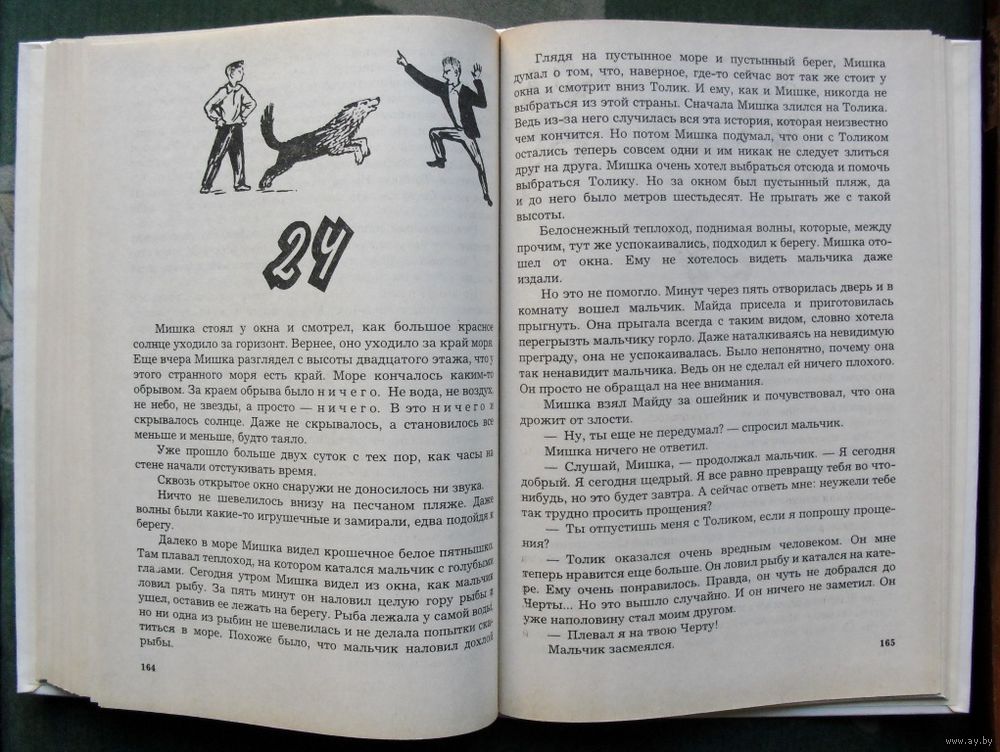 24
Мишка стоял у окна и смотрел, как большое красное
солнце уходило за горизонт. Вернее, оно уходило за край моря.
Еще вчера Мишка разглядел с высоты двадцатого этажа, что у
этого странного моря есть край. Море кончалось каким-то
обрывом. За краем обрыва было ничего. Не вода, не воздух,
не небо, не звезды, а просто — ничего. В это ничего и
скрывалось солнце. Даже не скрывалось, а становилось все
меньше и меньше, будто таяло.
Уже прошло больше двух суток с тех пор, как часы на
стене начали отстукивать время.
Сквозь открытое окно снаружи не доносилось ни звука.
Ничто не шевелилось внизу на песчаном пляже. Даже
волны были какие-то игрушечные и замирали, едва подойдя к
берегу.
Далеко в море Мишка видел крошечное белое пятнышко.
Там плавал теплоход, на котором катался мальчик с голубыми
глазами. Сегодня утром Мишка видел из окна, как мальчик
ловил рыбу. За пять минут он наловил целую гору рыбы и
ушел, оставив ее лежать на берегу. Рыба лежала у самой воды,
но ни одна из рыбин не шевелилась и не делала попытки ска-
титься в море. Похоже было, что мальчик наловил дохлой
рыбы.
164
Глядя на пустынное море и пустынный берег, Мишка
думал о том, что, наверное, где-то сейчас вот так же стоит у
окна и смотрит вниз Толик. И ему, как и Мишке, никогда не
выбраться из этой страны. Сначала Мишка злился на Толика.
Ведь из-за него случилась вся эта история, которая неизвестно
чем кончится. Но потом Мишка подумал, что они с Толиком
остались теперь совсем одни и им никак не следует злиться
друг на друга. Мишка очень хотел выбраться отсюда и помочь
выбраться Толику. Но за окном был пустынный пляж, да
и до него было метров шестьдесят. Не прыгать же с такой
высоты.
Белоснежный теплоход, поднимая волны, которые, между
прочим, тут же успокаивались, подходил к берегу. Мишка ото-
шел от окна. Ему не хотелось видеть мальчика даже
издали.
Но это не помогло. Минут через пять отворилась дверь и в
комнату вошел мальчик. Майда присела и приготовилась
прыгнуть. Она прыгала всегда с таким видом, словно хотела
перегрызть мальчику горло. Даже наталкиваясь на невидимую
преграду, она не успокаивалась. Было непонятно, почему она
так ненавидит мальчика. Ведь он не сделал ей ничего плохого.
Он просто не обращал на нее внимания.
Мишка взял Майду за ошейник и почувствовал, что она
дрожит от злости.
— Ну, ты еще не передумал? — спросил мальчик.
Мишка ничего не ответил.
— Слушай, Мишка, — продолжал мальчик. — Я сегодня
добрый. Я сегодня щедрый. Я все равно превращу тебя во что-
нибудь, но это будет завтра. А сейчас ответь мне: неужели тебе
так трудно просить прощения?
— Ты отпустишь меня с Толиком, если я попрошу проще-
ния?
— Толик оказался очень вредным человеком. Он мне
теперь нравится еще больше. Он ловил рыбу и катался на кате-
ре. Ему очень понравилось. Правда, он чуть не добрался до
Черты... Но это вышло случайно. И он ничего не заметил. Он
уже наполовину стал моим другом.
— Плевал я на твою Черту!
Мальчик засмеялся.
165
www.ay.by